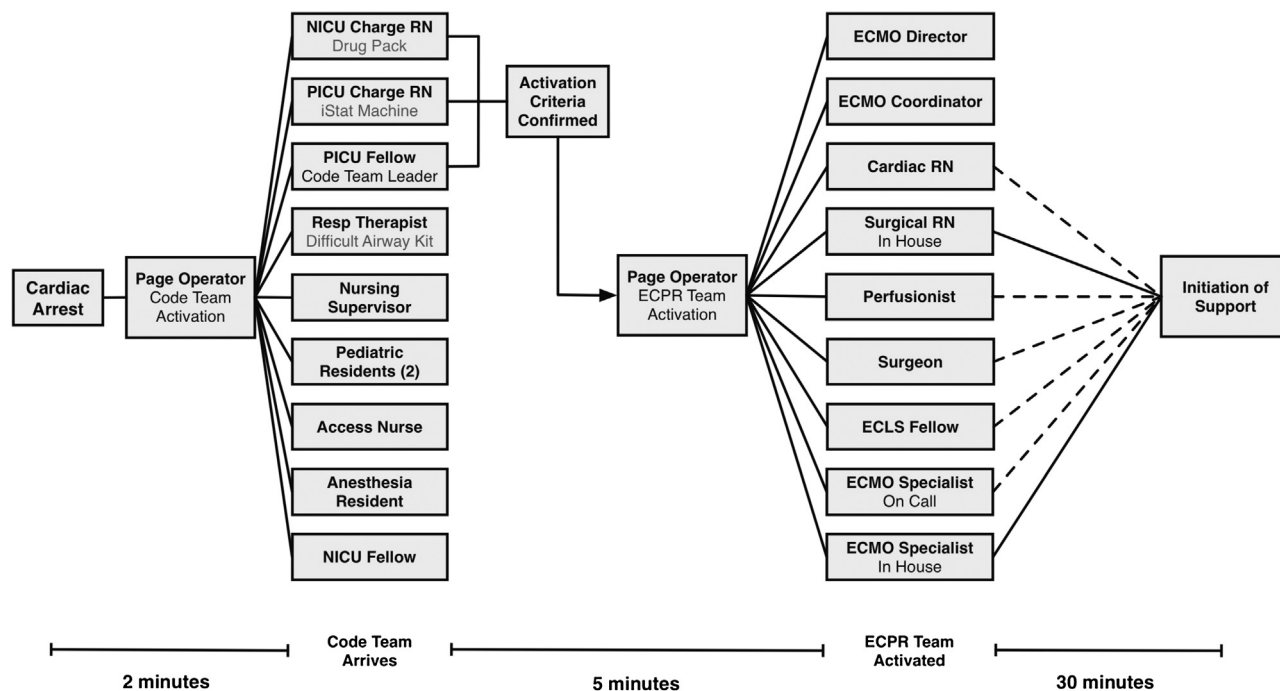 Cardiac
Arrest
Page Operator
Code Team
Activation
NICU Charge RN
Drug Pack
PICU Charge RN
iStat Machine
PICU Fellow
Code Team Leader
Resp Therapist
Difficult Airway Kit
Nursing
Supervisor
Pediatric
Residents (2)
Access Nurse
Anesthesia
Resident
NICU Fellow
Activation
Criteria
Confirmed
Page Operator
ECPR Team
Activation
ECMO Director
ECMO Coordinator
Cardiac RN
Surgical RN
In House
Perfusionist
Surgeon
ECLS Fellow
ECMO Specialist
On Call
ECMO Specialist
In House
Initiation of
Support
Code Team
Arrives
ECPR Team
Activated
2 minutes
5 minutes
30 minutes